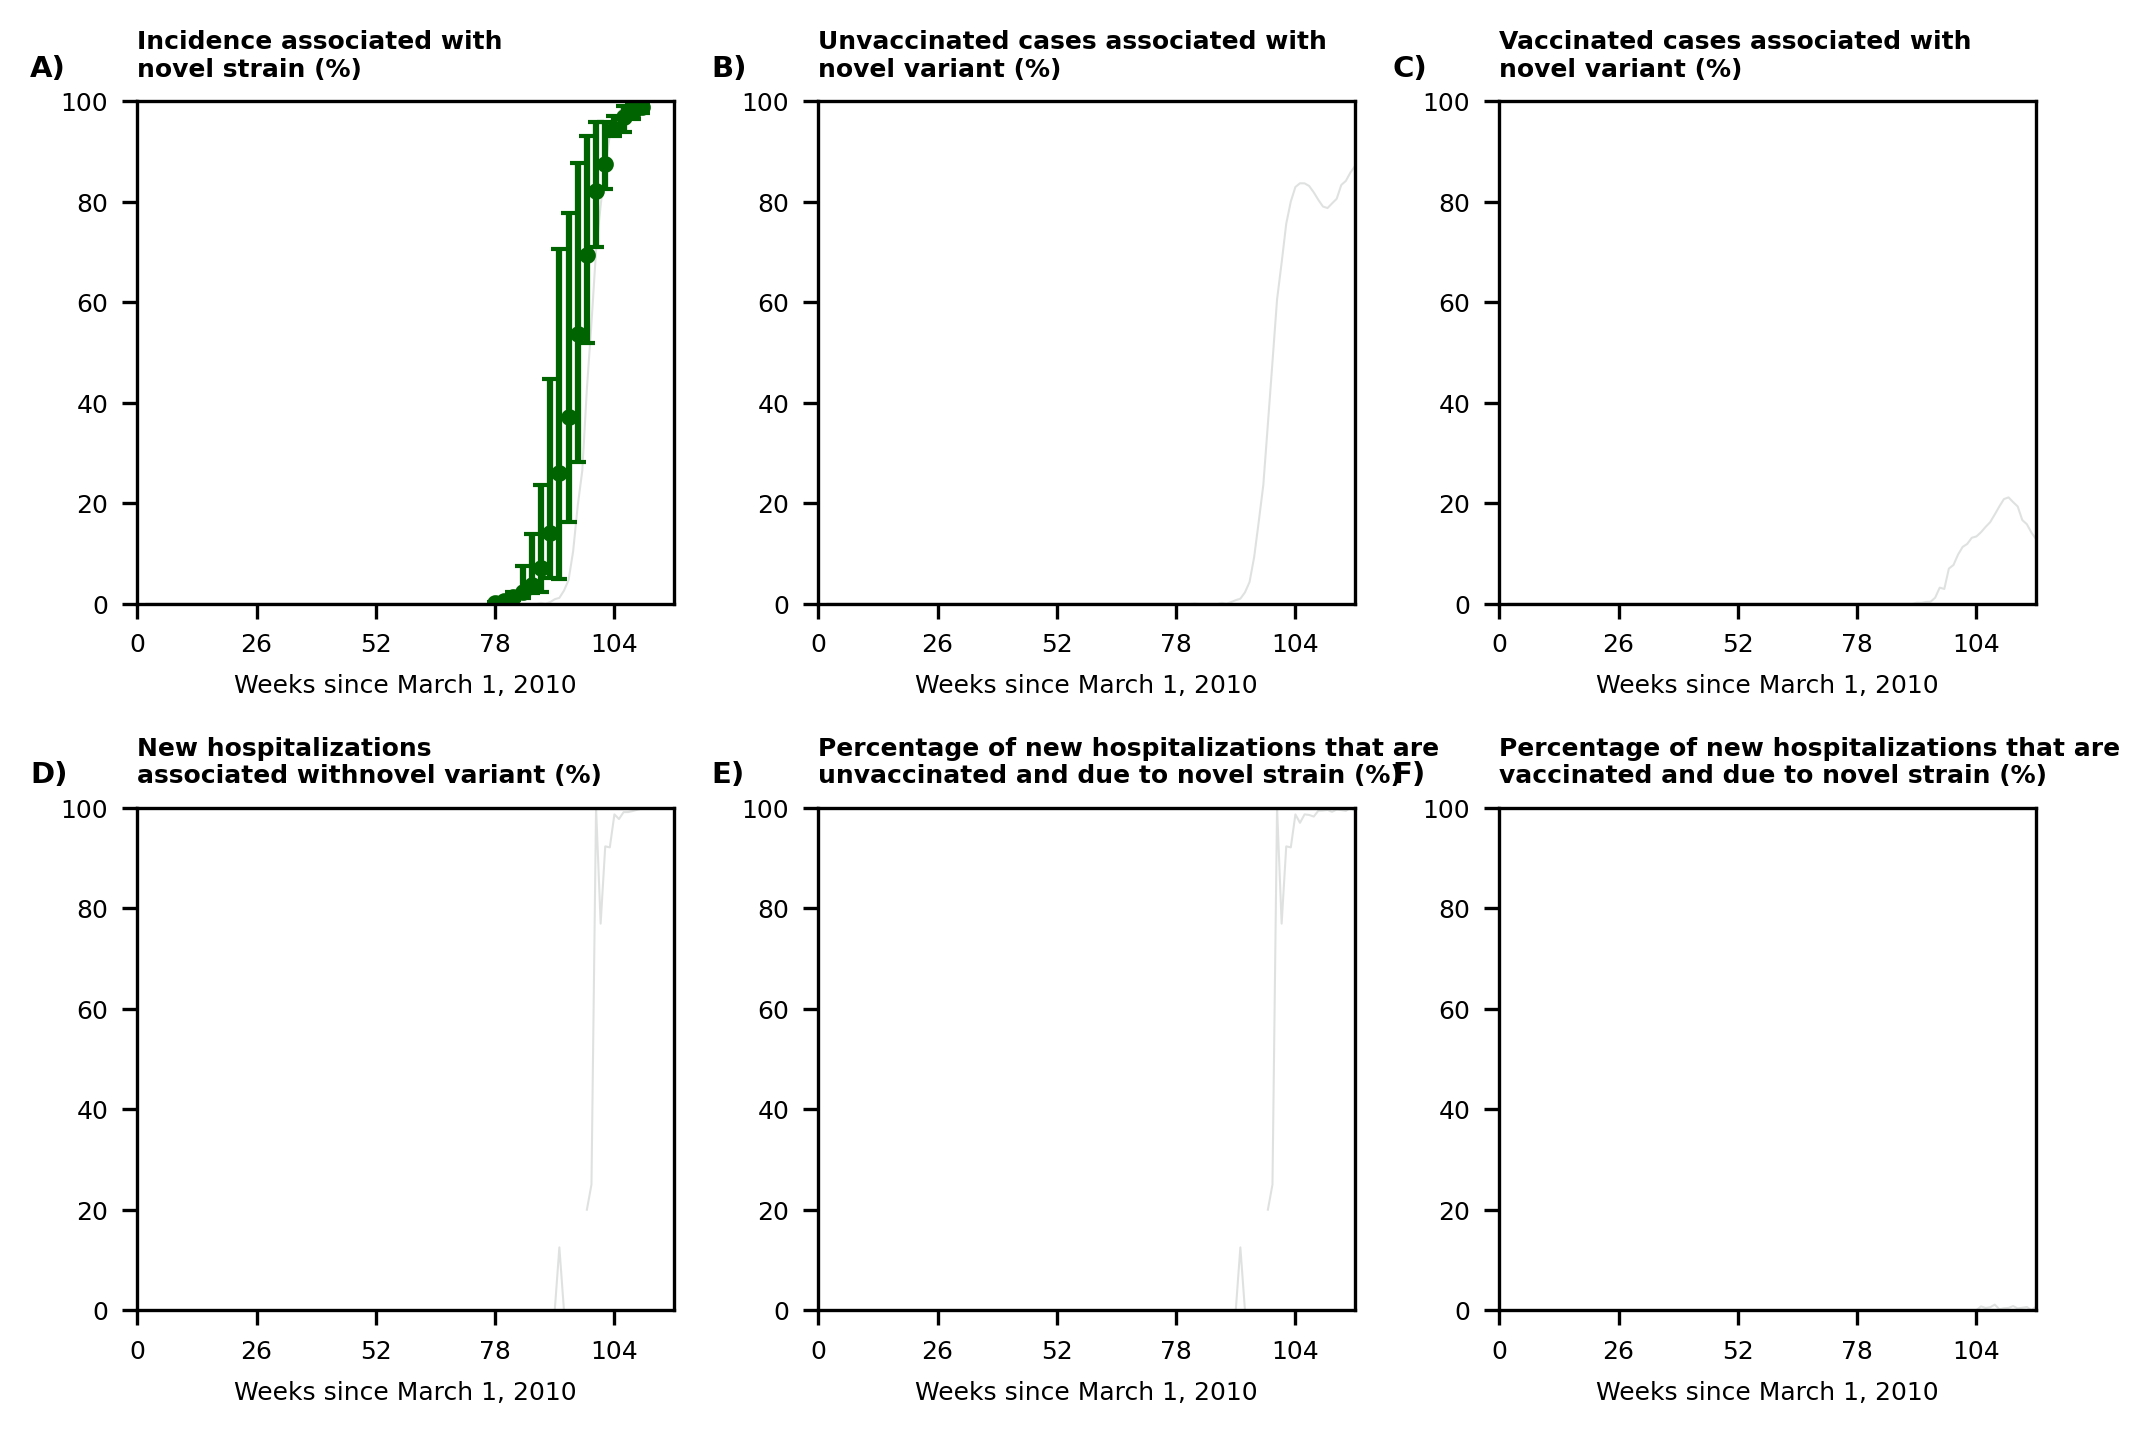 A)
Incidence associated with
novel strain (%)
100
80
60
40
20
0
0 26 52 78 104
Weeks since March 1, 2010
B)
Unvaccinated cases associated with
novel variant (%)
100
80
60
40
20
0
0 26 52 78 104
Weeks since March 1, 2010
C)
Vaccinated cases associated with
novel variant (%)
100
80
60
40
20
0
0 26 52 78 104
Weeks since March 1, 2010
D)
New hospitalizations
associated withnovel variant (%)
100
80
60
40
20
0
0 26 52 78 104
Weeks since March 1, 2010
E)
Percentage of new hospitalizations that are
unvaccinated and due to novel strain (%)
100
80
60
40
20
0
0 26 52 78 104
Weeks since March 1, 2010
F)
Percentage of new hospitalizations that are
vaccinated and due to novel strain (%)
100
80
60
40
20
0
0 26 52 78 104
Weeks since March 1, 2010